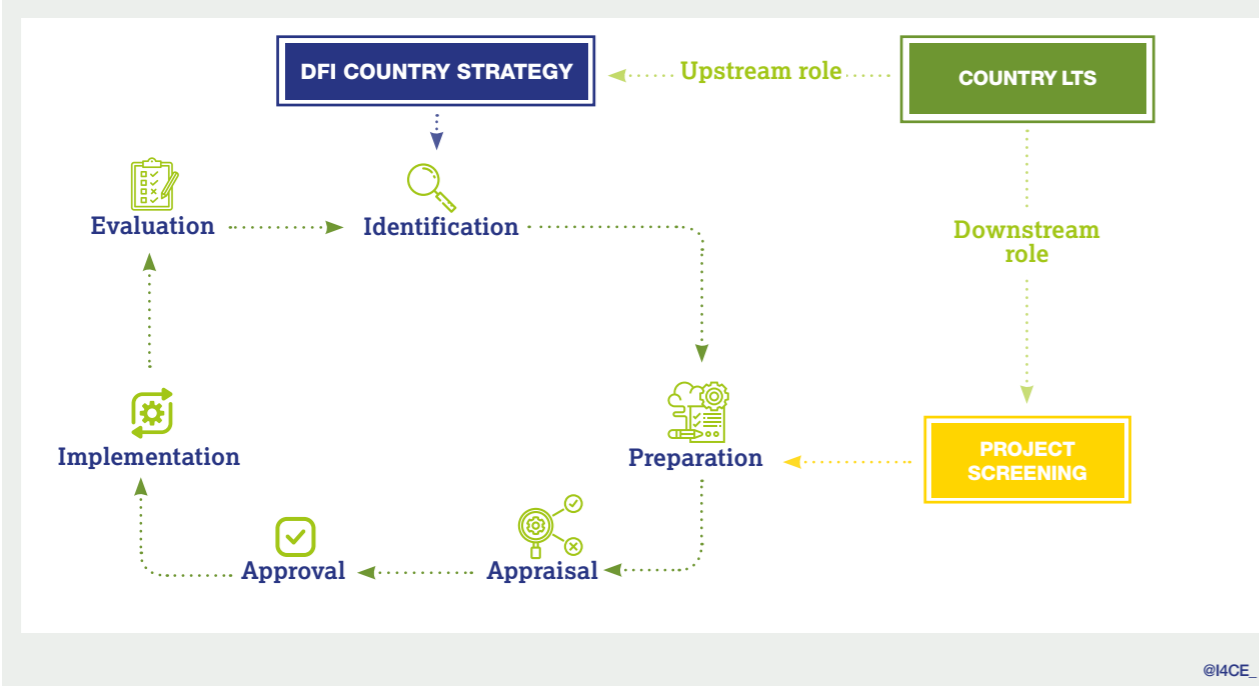 DFI COUNTRY STRATEGY
Upstream role
COUNTRY LTS
Evaluation
Identification
Downstream
role
Implementation
Preparation
PROJECT
SCREENING
Approval
Appraisal
@I4CE_